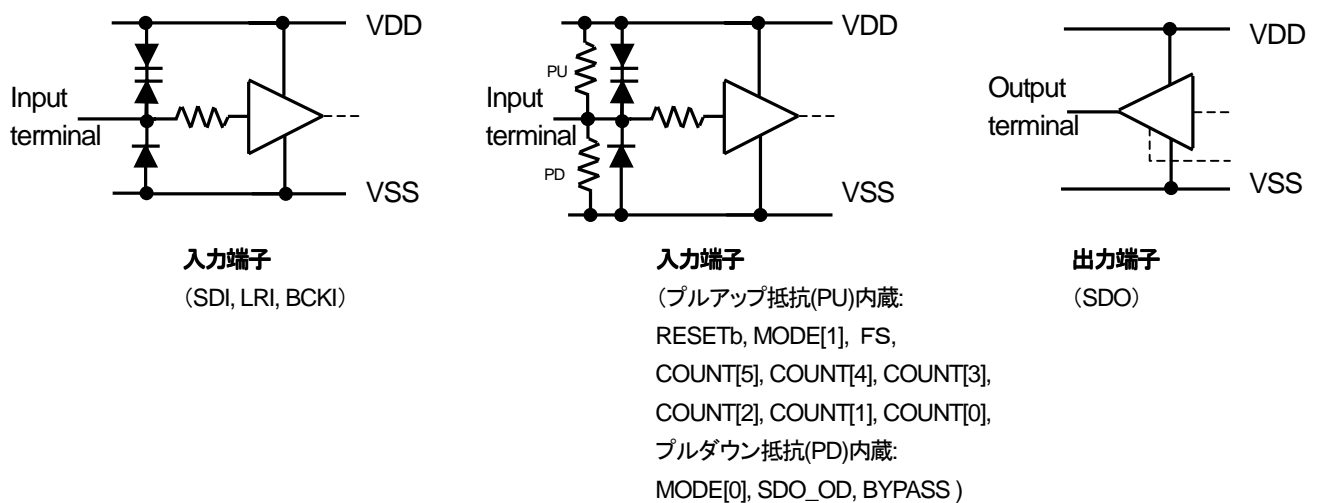 VDD
Input
terminal
VSS
入力端子
(SDI, LRI, BCKI)
VDD
PU
Input
terminal
PD
VSS
入力端子
(プルアップ抵抗(PU)内蔵:
RESETb, MODE[1], FS,
COUNT[5], COUNT[4], COUNT[3],
COUNT[2], COUNT[1], COUNT[0],
プルダウン抵抗(PD)内蔵:
MODE[0], SDO_OD, BYPASS )
VDD
Output
terminal
VSS
出力端子
(SDO)